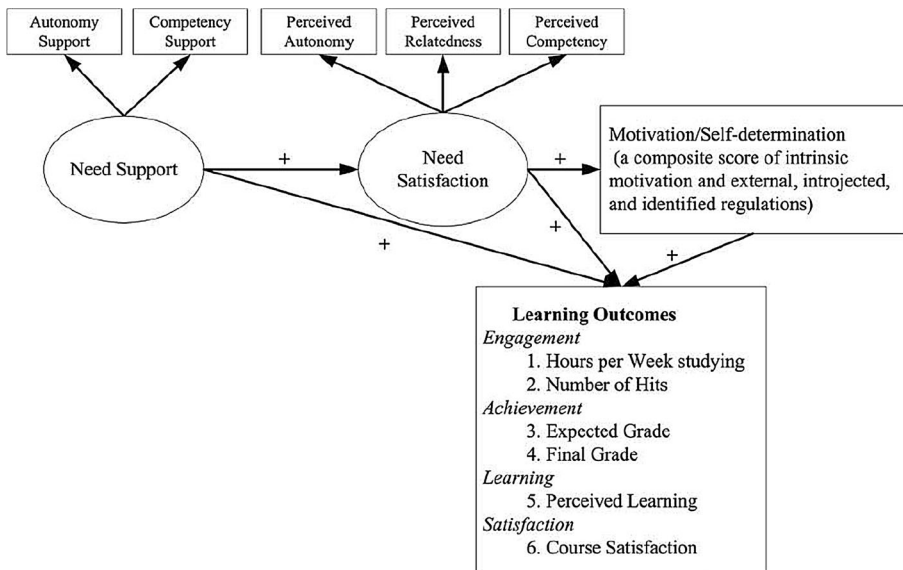 Autonomy
Support
Competency
Support
Perceived
Autonomy
Perceived
Relatedness
Perceived
Competency
Need Support
+
Need
Satisfaction
+
Motivation/Self-determination
(a composite score of intrinsic
motivation and external, introjected,
and identified regulations)
+
+
+
Learning Outcomes
Engagement
1. Hours per Week studying
2. Number of Hits
Achievement
3. Expected Grade
4. Final Grade
Learning
5. Perceived Learning
Satisfaction
6. Course Satisfaction